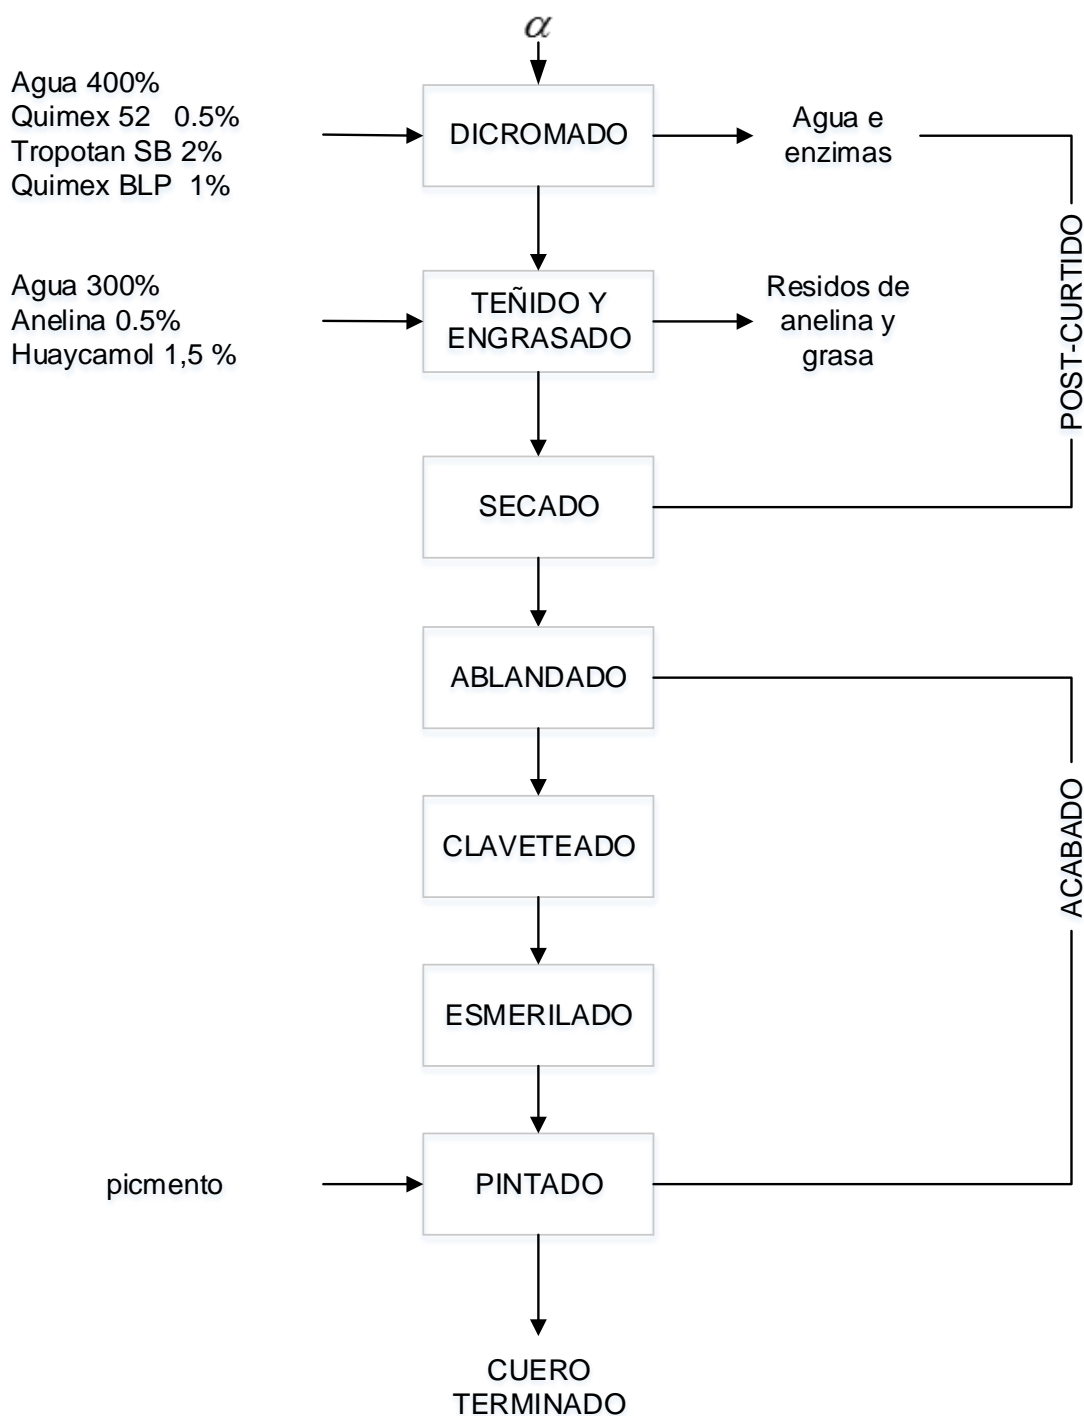 α
Agua 400%
Quimex 52 0.5%
Tropotan SB 2%
Quimex BLP 1%
DICROMADO
Agua e
enzimas
Agua 300%
Anelina 0.5%
Huaycamol 1,5 %
TEÑIDO Y
ENGRASADO
Residos de
anelina y
grasa
POST-CURTIDO
SECADO
ABLANDADO
CLAVETEADO
ACABADO
ESMERILADO
picmento
PINTADO
CUERO
TERMINADO